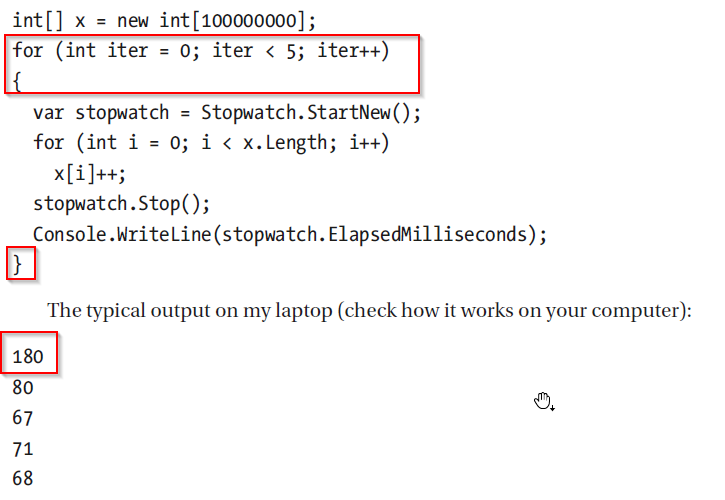 int[] x = new int[100000000];
for (int iter = 0; iter < 5; iter++)
{
  var stopwatch = Stopwatch.StartNew();
  for (int i = 0; i < x.Length; i++)
    x[i]++;
  stopwatch.Stop();
  Console.WriteLine(stopwatch.ElapsedMilliseconds);
}
The typical output on my laptop (check how it works on your computer):
180
80
67
71
68